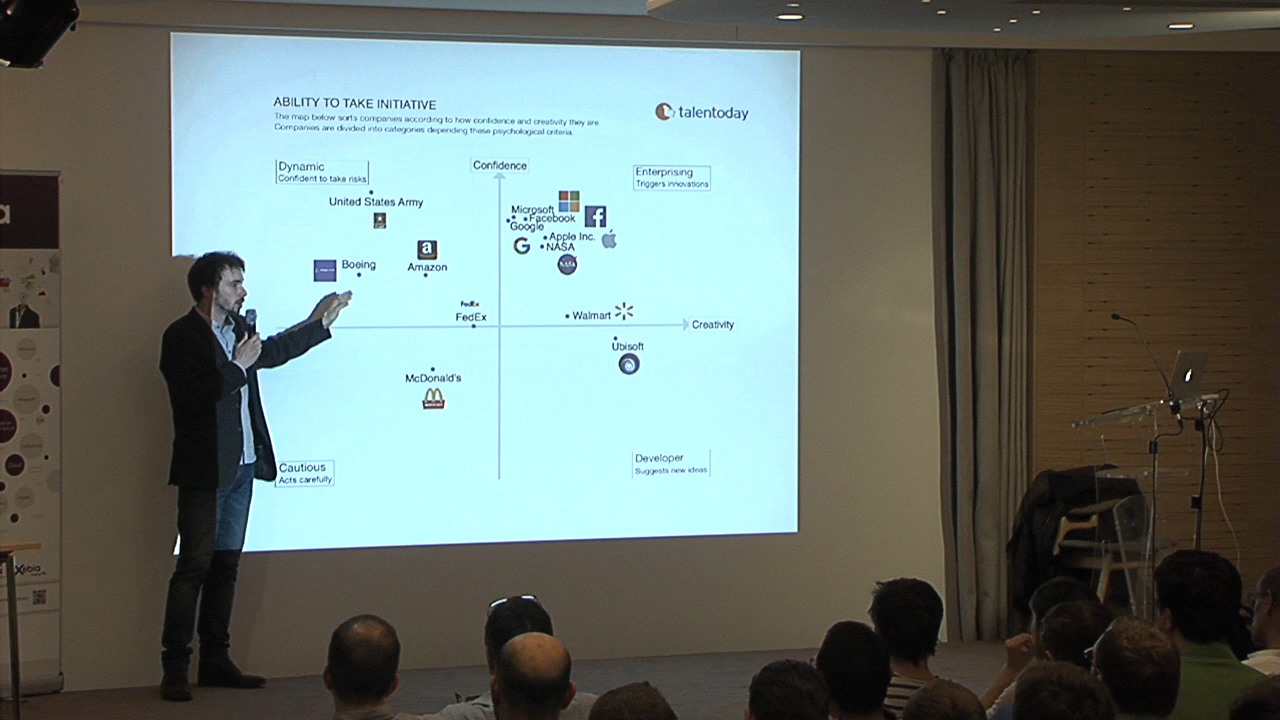 ABILITY TO TAKE INITIATIVE
The map below sorts companies according to how confidence and creativity they are.
Companies are divided into categories depending these psychological criteria.
talentoday
Dynamic
Confident to take risks
Confidence
Enterprising
Triggers innovations
United States Army
Microsoft
Facebook
Google
Apple Inc.
NASA
NASA
Boeing
Amazon
FedEx
FedEx
Walmart
Creativity
Ubisoft
McDonald's
Cautious
Acts carefully
Developer
Suggests new ideas
a
Xebia